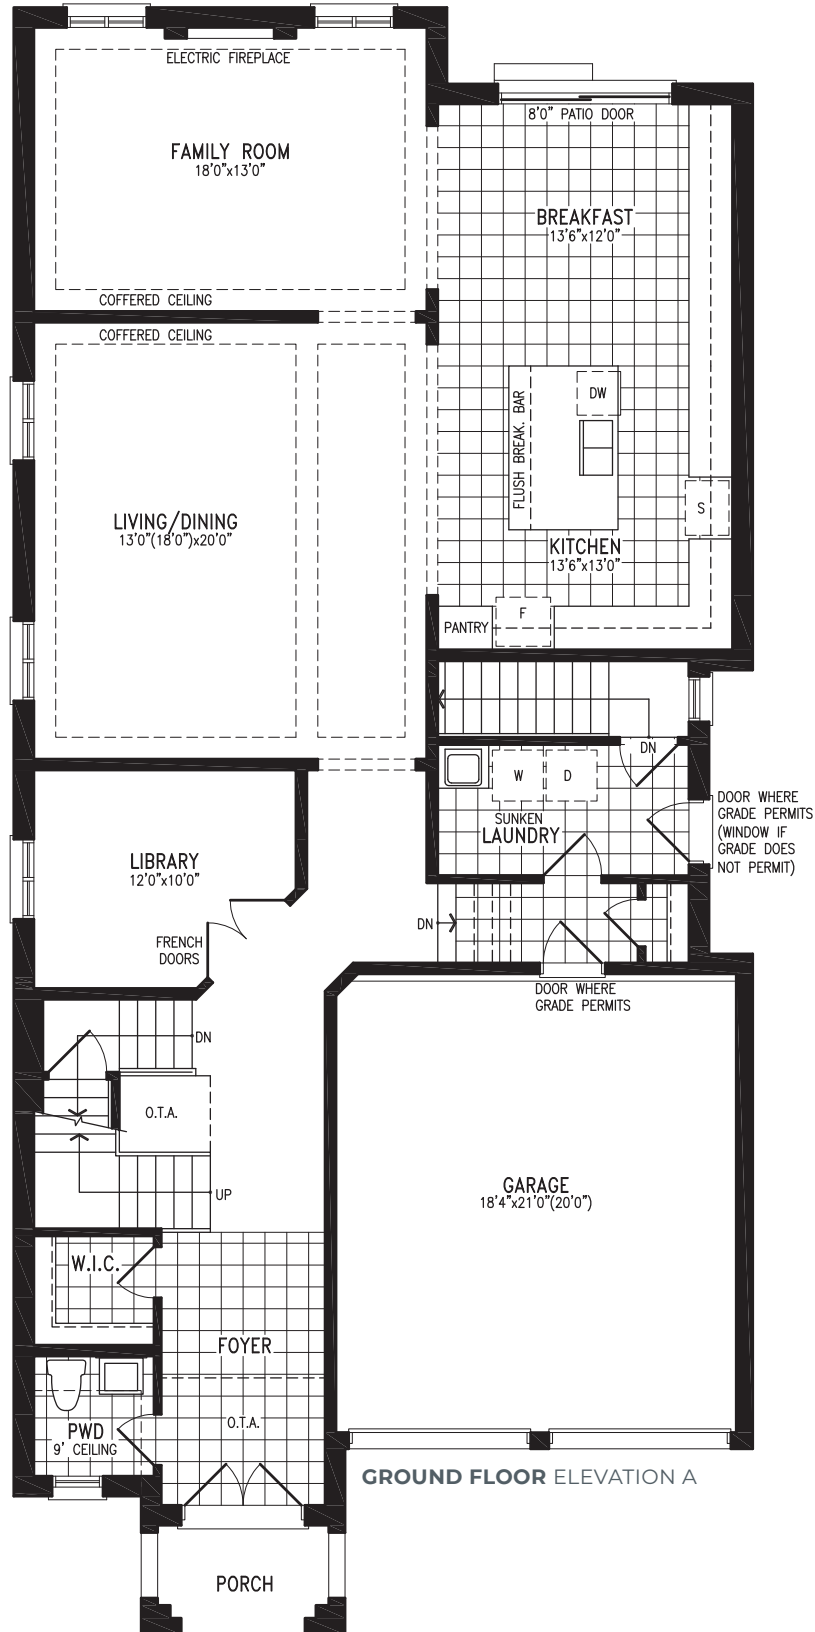 ELECTRIC FIREPLACE
FAMILY ROOM
18'0"x13'0"
COFFERED CEILING
8'0" PATIO DOOR
BREAKFAST
13'6"x12'0"
COFFERED CEILING
LIVING/DINING
13'0"(18'0")x20'0"
FLUSH BREAK. BAR
DW
S
KITCHEN
13'6"x13'0"
F
PANTRY
DN
W
D
SUNKEN
LAUNDRY
DOOR WHERE
GRADE PERMITS
(WINDOW IF
GRADE DOES
NOT PERMIT)
LIBRARY
12'0"x10'0"
FRENCH
DOORS
DN
DOOR WHERE
GRADE PERMITS
DN
O.T.A.
UP
GARAGE
18'4"x21'0"(20'0")
W.I.C.
FOYER
O.T.A.
PWD
9' CEILING
GROUND FLOOR ELEVATION A
PORCH